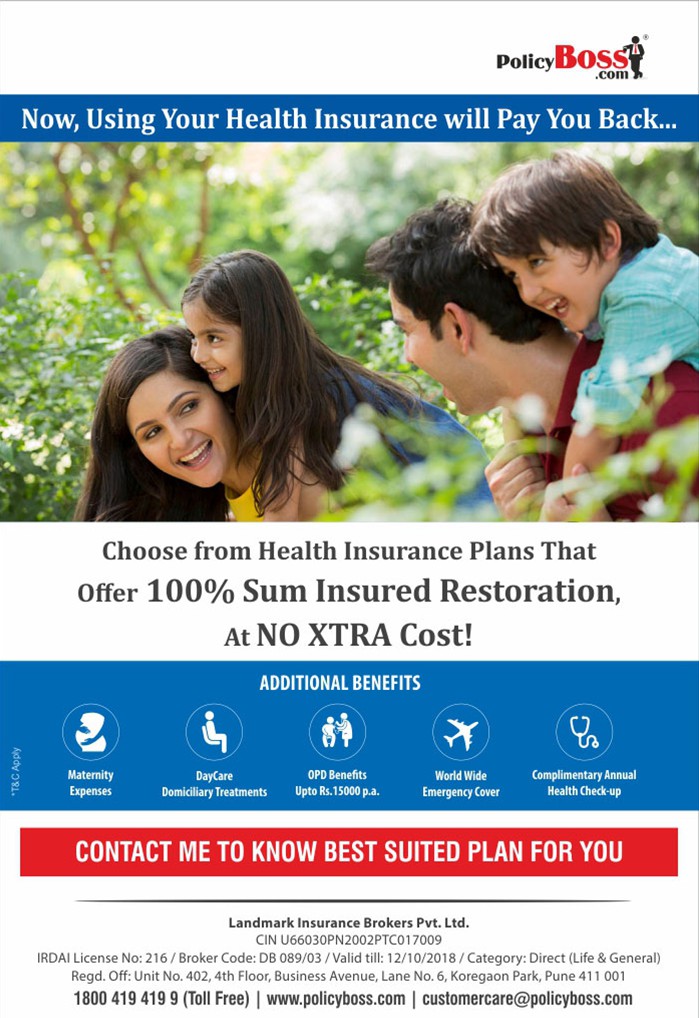 PolicyBoss®
.com
Now, Using Your Health Insurance will Pay You Back...
Choose from Health Insurance Plans That
Offer 100% Sum Insured Restoration,
At NO XTRA Cost!
ADDITIONAL BENEFITS
Maternity
Expenses
DayCare
Domiciliary Treatments
OPD Benefits
Upto Rs.15000 p.a.
World Wide
Emergency Cover
Complimentary Annual
Health Check-up
*T&C Apply
CONTACT ME TO KNOW BEST SUITED PLAN FOR YOU
Landmark Insurance Brokers Pvt. Ltd.
CIN U66030PN2002PTC017009
IRDAI License No: 216 / Broker Code: DB 089/03 / Valid till: 12/10/2018 / Category: Direct (Life & General)
Regd. Off: Unit No. 402, 4th Floor, Business Avenue, Lane No. 6, Koregaon Park, Pune 411 001
1800 419 419 9 (Toll Free) | www.policyboss.com | customercare@policyboss.com